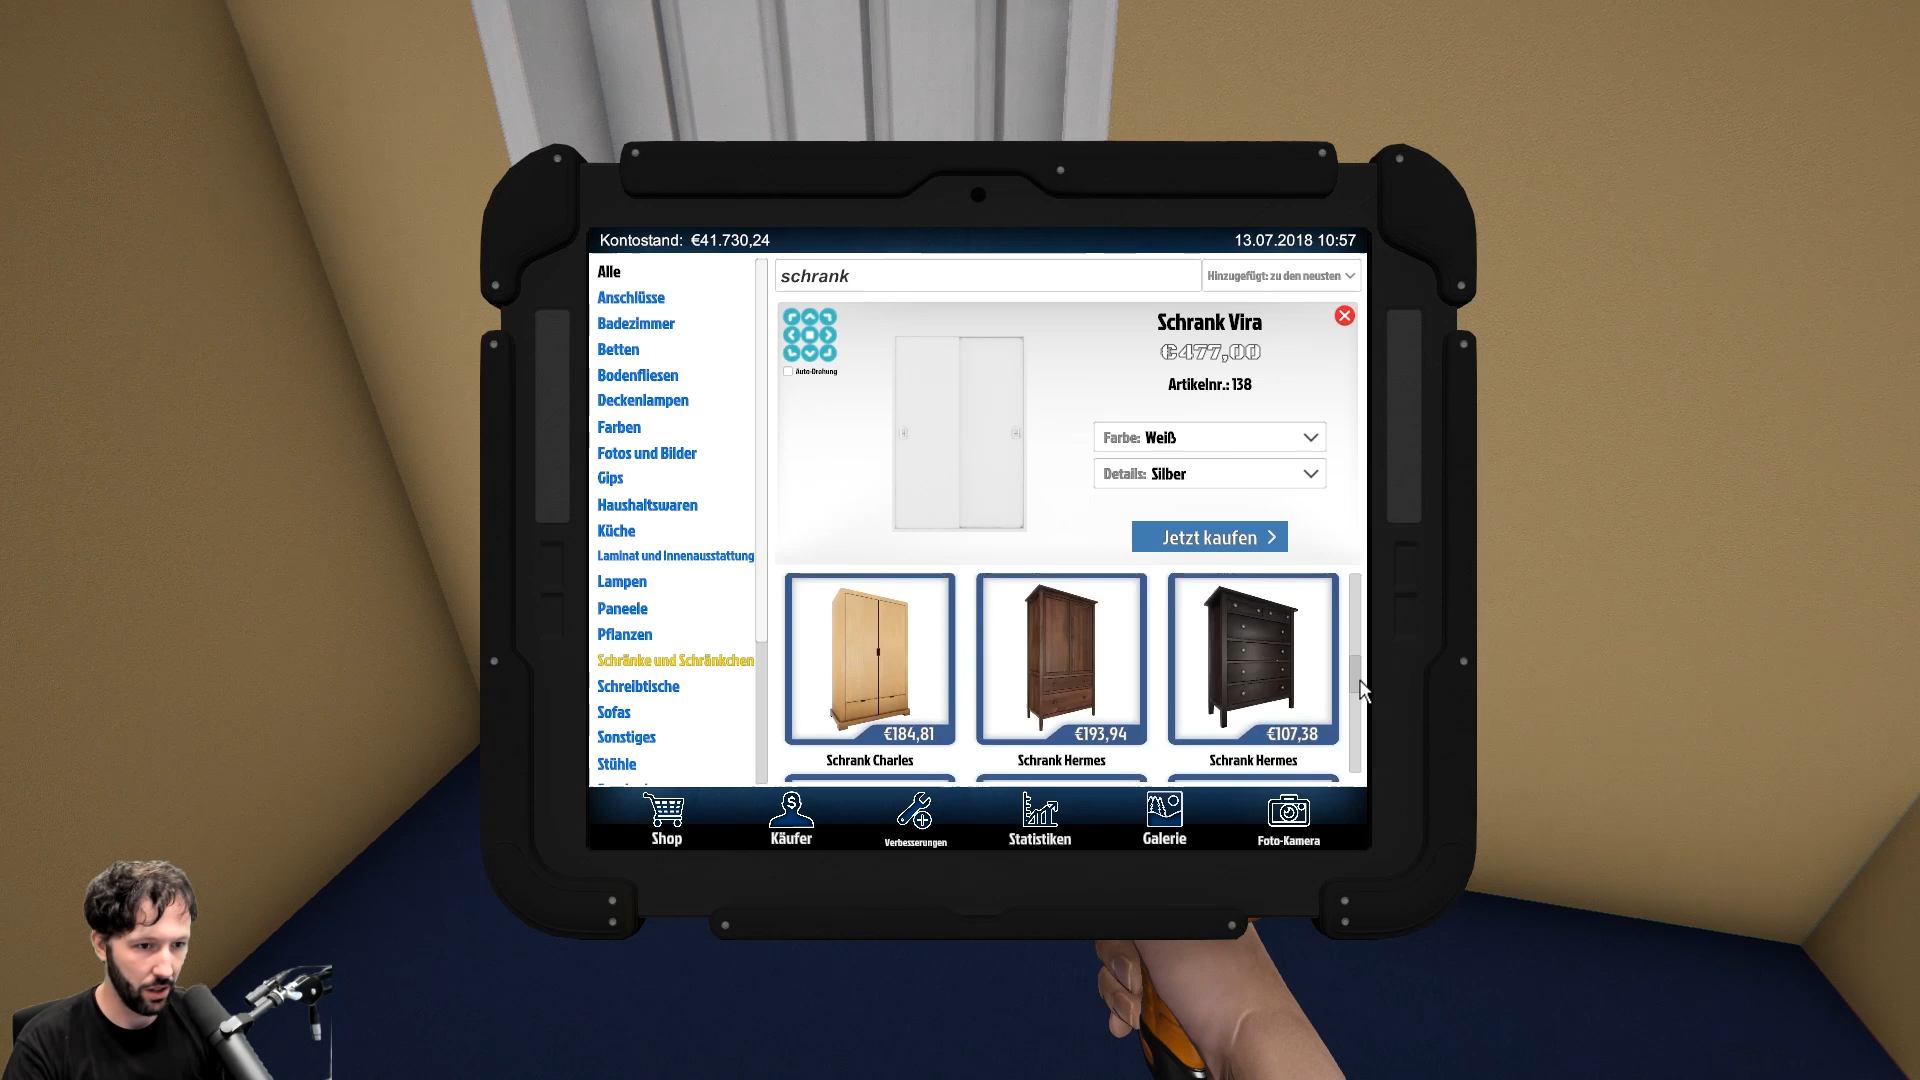 Kontostand: €41.730,24
13.07.2018 10:57
Alle
Anschlüsse
Badezimmer
Betten
Bodenfliesen
Deckenlampen
Farben
Fotos und Bilder
Gips
Haushaltswaren
Küche
Laminat und Innenausstattung
Lampen
Paneele
Pflanzen
Schränke und Schränkchen
Schreibtische
Sofas
Sonstiges
Stühle
schrank
Hinzugefügt: zu den neusten
Auto-Drehung
Schrank Vira
€477,00
Artikelnr.: 138
Farbe: Weiß
Details: Silber
Jetzt kaufen
€184,81
€193,94
€107,38
Schrank Charles
Schrank Hermes
Schrank Hermes
Shop
Käufer
Verbesserungen
Statistiken
Galerie
Foto-Kamera